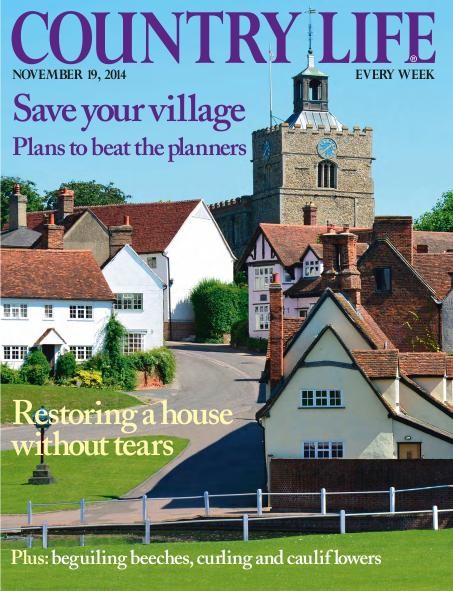 COUNTRY LIFE®
NOVEMBER 19, 2014 EVERY WEEK
Save your village
Plans to beat the planners
Restoring a house
without tears
Plus: beguiling beeches, curling and cauliflowers